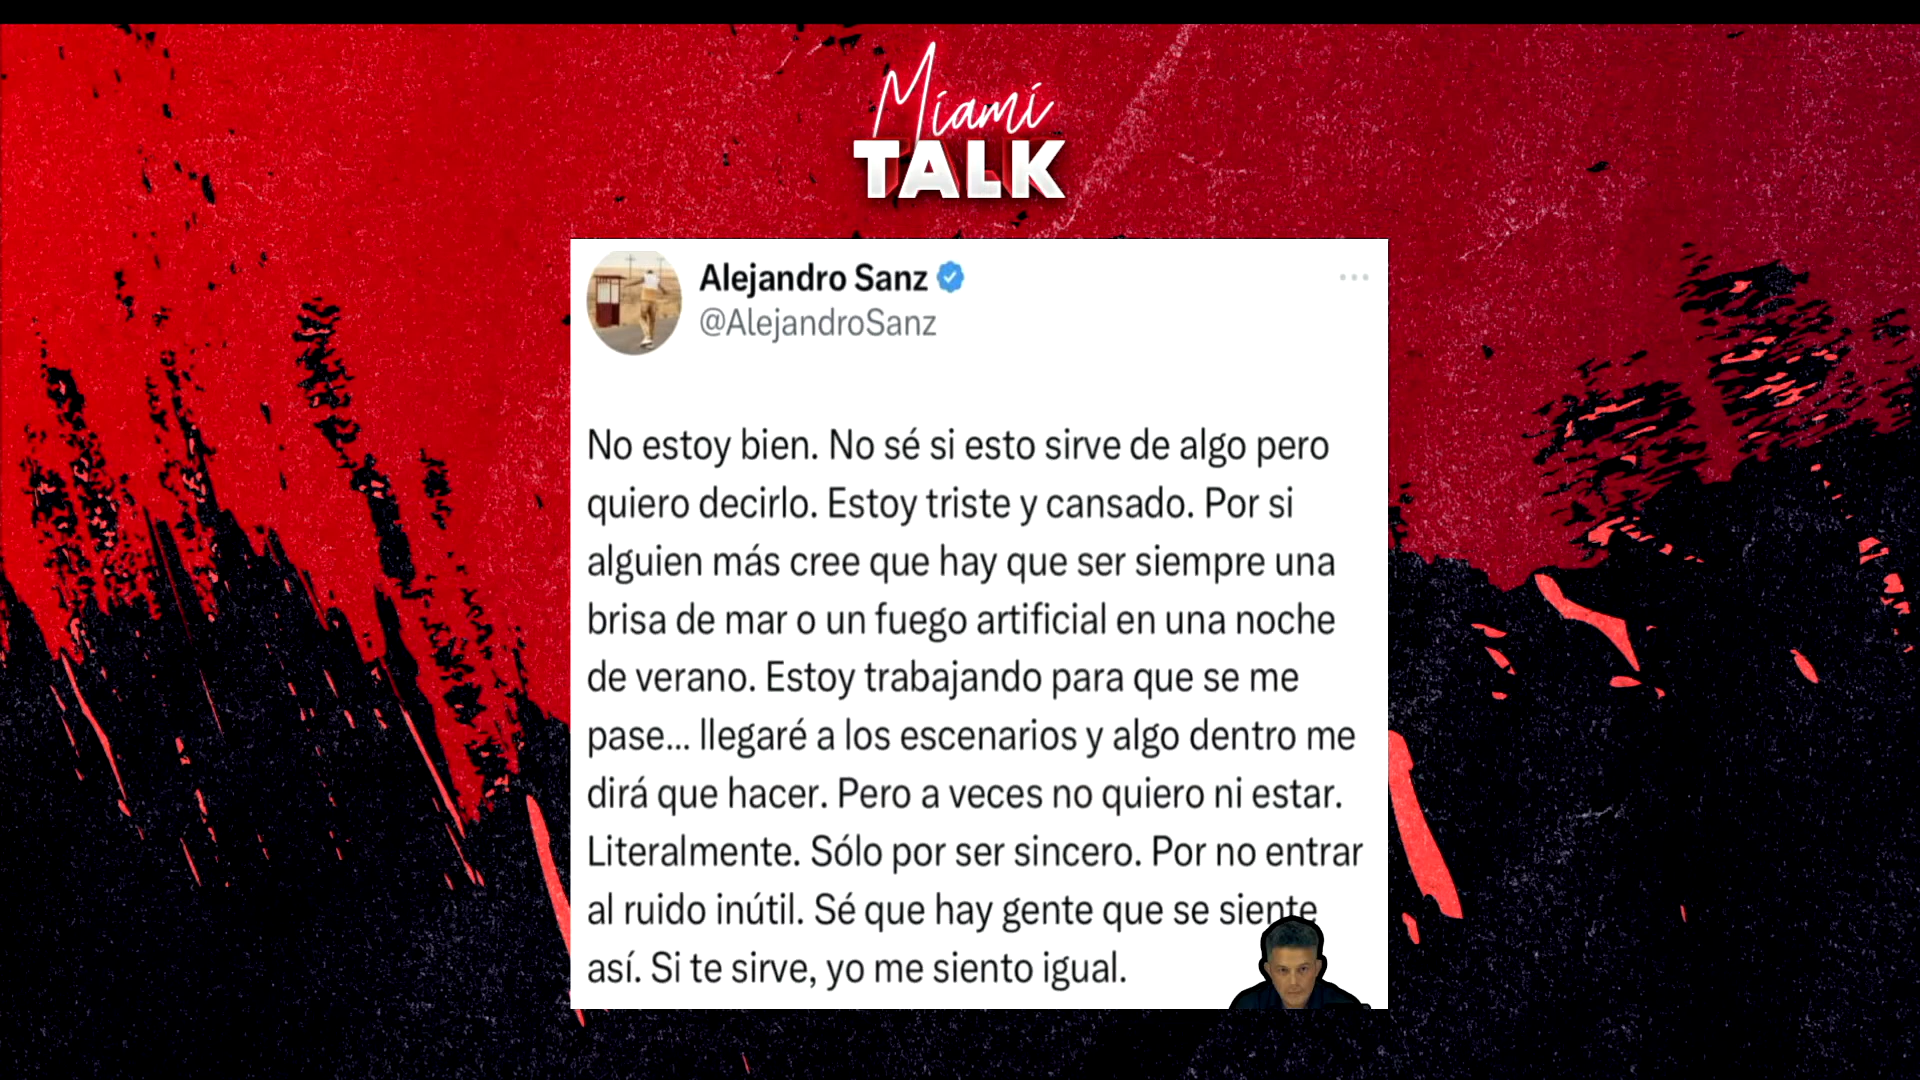 Miami
TALK
Alejandro Sanz
@AlejandroSanz
No estoy bien. No sé si esto sirve de algo pero
quiero decirlo. Estoy triste y cansado. Por si
alguien más cree que hay que ser siempre una
brisa de mar o un fuego artificial en una noche
de verano. Estoy trabajando para que se me
pase... llegaré a los escenarios y algo dentro me
dirá que hacer. Pero a veces no quiero ni estar.
Literalmente. Sólo por ser sincero. Por no entrar
al ruido inútil. Sé que hay gente que se siente
así. Si te sirve, yo me siento igual.